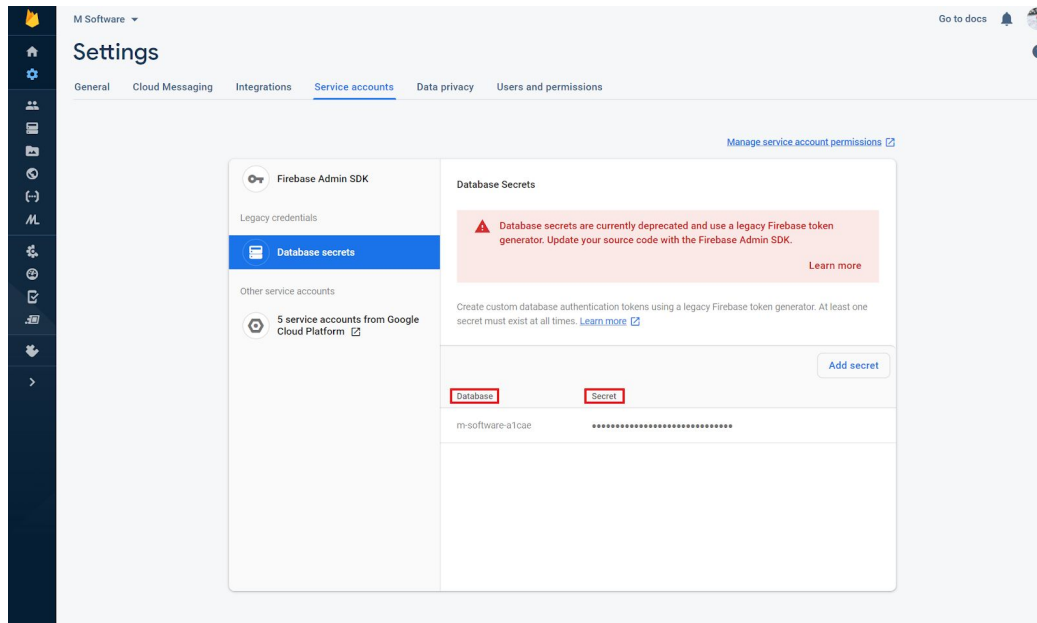 M Software
Go to docs
Settings
General Cloud Messaging Integrations Service accounts Data privacy Users and permissions
Manage service account permissions
Firebase Admin SDK
Legacy credentials
Database secrets
Other service accounts
5 service accounts from Google
Cloud Platform
Database Secrets
Database secrets are currently deprecated and use a legacy Firebase token
generator. Update your source code with the Firebase Admin SDK.
Learn more
Create custom database authentication tokens using a legacy Firebase token generator. At least one
secret must exist at all times. Learn more
Add secret
Database Secret
m-software-a1cae ••••••••••••••••••••••••••••••